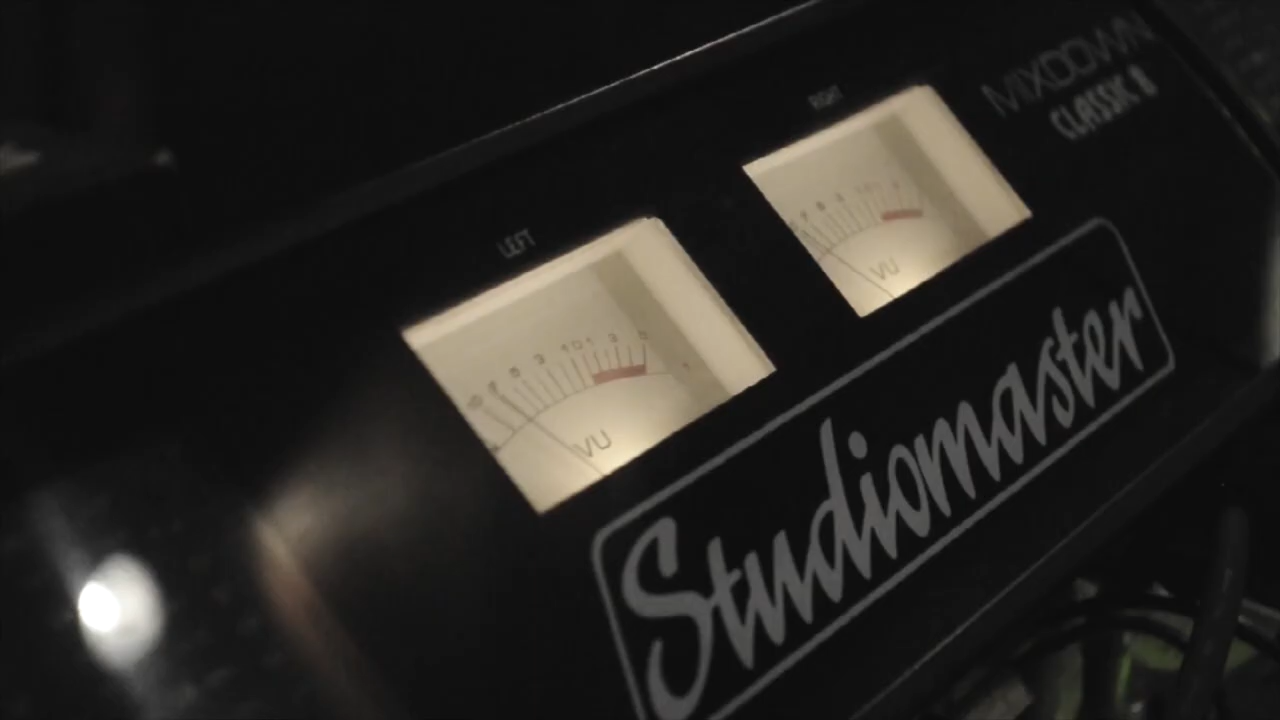 RIGHT
MIXDOWN
CLASSIC 8
LEFT
VU
VU
Studiomaster